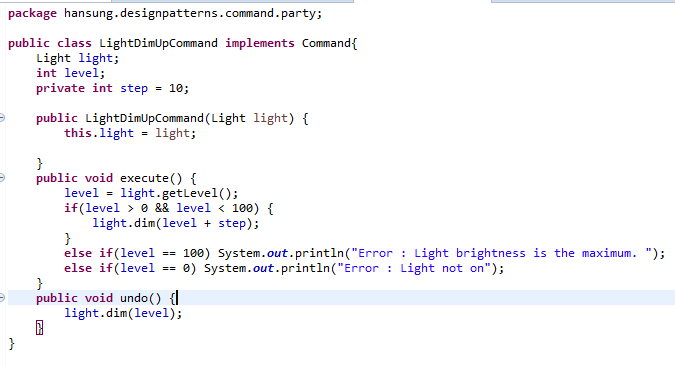 package hansung.designpatterns.command.party;
public class LightDimUpCommand implements Command{
Light light;
int level;
private int step = 10;
public LightDimUpCommand(Light light) {
this.light = light;
}
public void execute() {
level = light.getLevel();
if(level > 0 && level < 100) {
light.dim(level + step);
}
else if(level == 100) System.out.println("Error : Light brightness is the maximum. ");
else if(level == 0) System.out.println("Error : Light not on");
}
public void undo() {
light.dim(level);
}
}